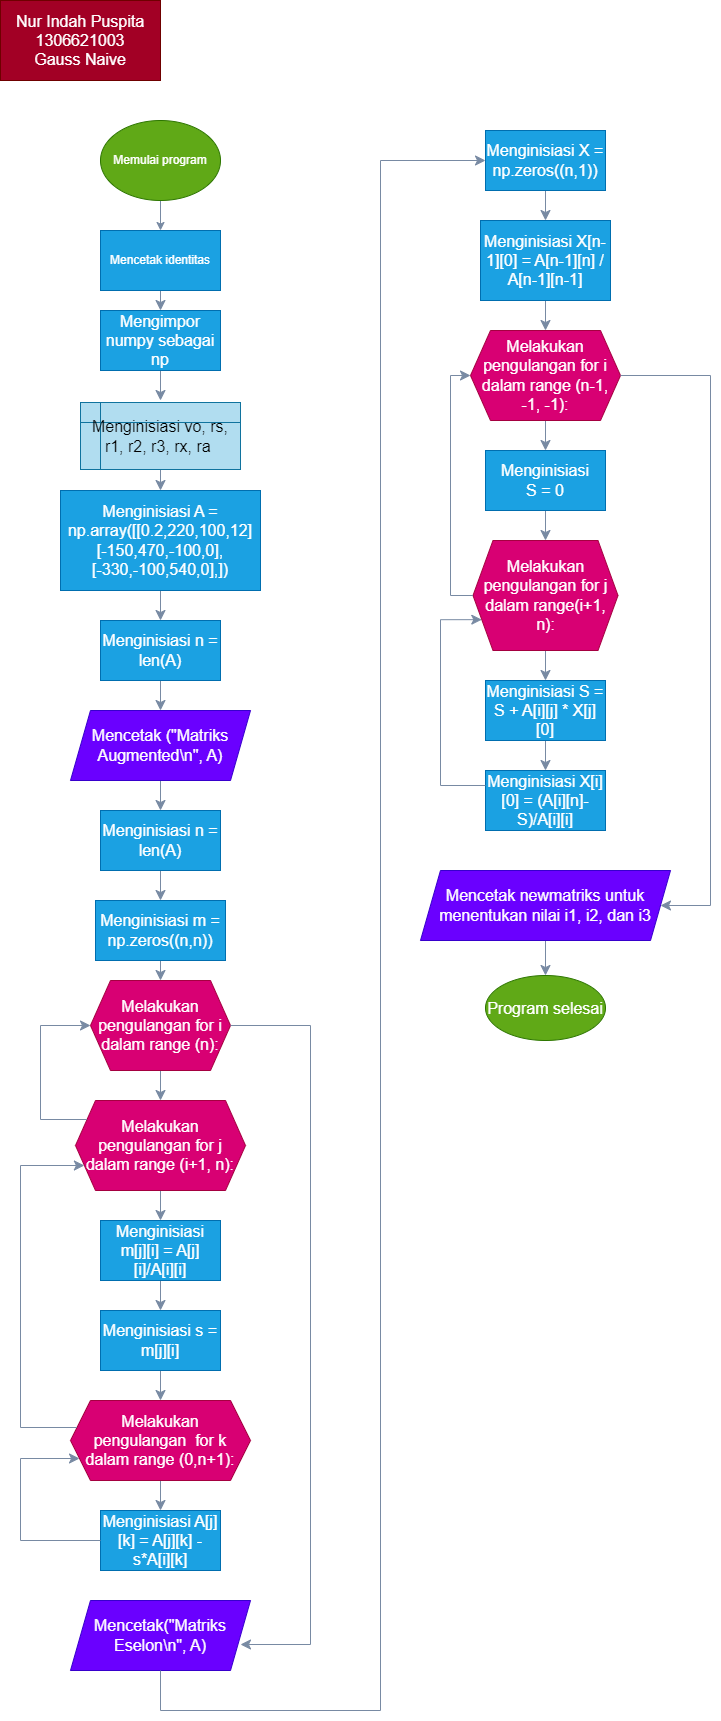 Nur Indah Puspita
1306621003
Gauss Naive
Memulai program
Mencetak identitas
Mengimpor
numpy sebagai
np
Menginisiasi vo, rs,
r1, r2, r3, rx, ra
Menginisiasi A =
np.array([[0.2,220,100,12]
[-150,470,-100,0],
[-330,-100,540,0],])
Menginisiasi n =
len(A)
Mencetak ("Matriks
Augmented\n", A)
Menginisiasi n =
len(A)
Menginisiasi m =
np.zeros((n,n))
Melakukan
pengulangan for i
dalam range (n):
Melakukan
pengulangan for j
dalam range (i+1, n):
Menginisiasi
m[j][i] = A[j]
[i]/A[i][i]
Menginisiasi s =
m[j][i]
Melakukan
pengulangan  for k
dalam range (0,n+1):
Menginisiasi A[j]
[k] = A[j][k] -
s*A[i][k]
Mencetak("Matriks
Eselon\n", A)
Menginisiasi X =
np.zeros((n,1))
Menginisiasi X[n-
1][0] = A[n-1][n] /
A[n-1][n-1]
Melakukan
pengulangan for i
dalam range (n-1,
-1, -1):
Menginisiasi
S = 0
Melakukan
pengulangan for j
dalam range(i+1,
n):
Menginisiasi S =
S + A[i][j] * X[j]
[0]
Menginisiasi X[i]
[0] = (A[i][n]-
S)/A[i][i]
Mencetak newmatriks untuk
menentukan nilai i1, i2, dan i3
Program selesai